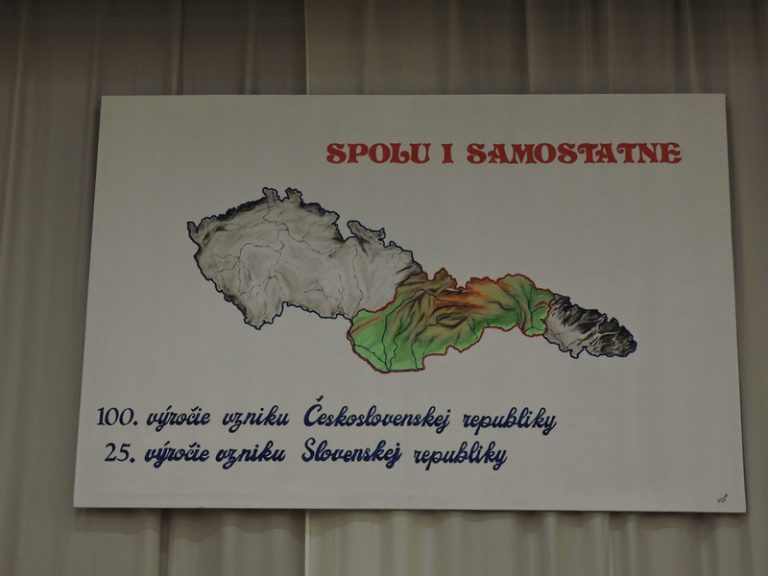 SPOLU I SAMOSTATNE
100. výročie vzniku Československej republiky
25. výročie vzniku Slovenskej republiky